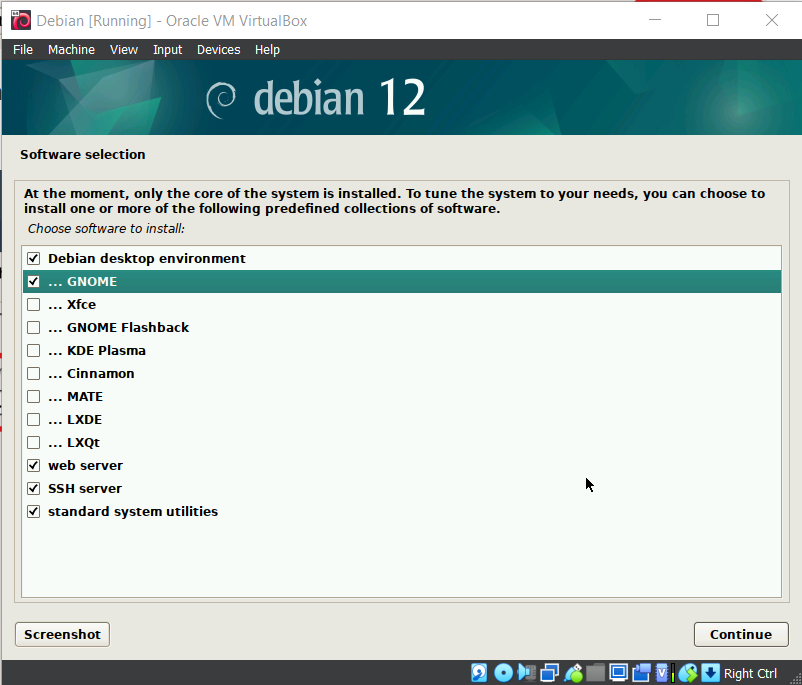 Debian [Running] - Oracle VM VirtualBox
File Machine View Input Devices Help
debian 12
Software selection
At the moment, only the core of the system is installed. To tune the system to your needs, you can choose to
install one or more of the following predefined collections of software.
Choose software to install:
Debian desktop environment
... GNOME
... Xfce
... GNOME Flashback
... KDE Plasma
... Cinnamon
... MATE
... LXDE
... LXQt
web server
SSH server
standard system utilities
Screenshot
Continue
Right Ctrl